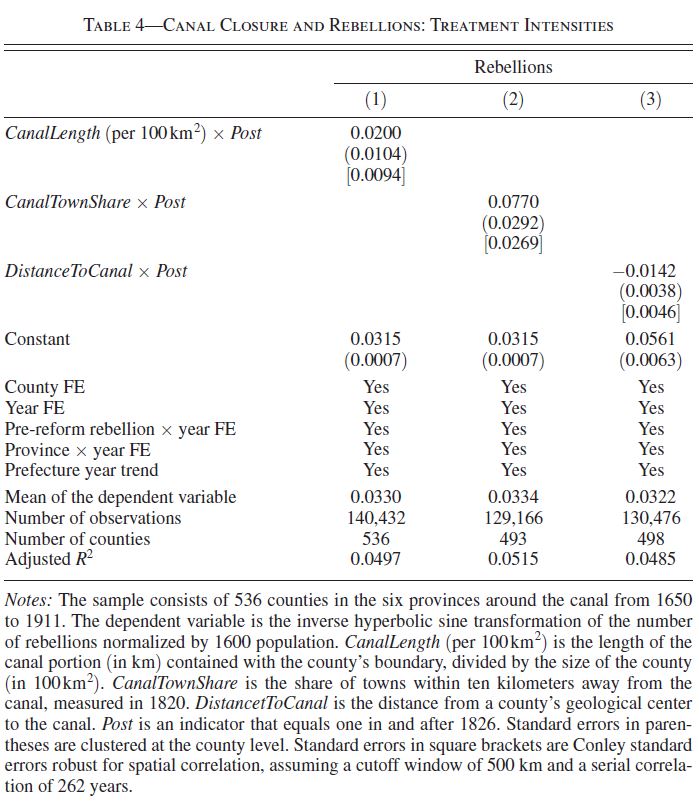 TABLE 4—CANAL CLOSURE AND REBELLIONS: TREATMENT INTENSITIES
Rebellions
(1) (2) (3)
CanalLength (per 100 km²) × Post 0.0200
(0.0104)
[0.0094]
CanalTownShare × Post 0.0770
(0.0292)
[0.0269]
DistanceToCanal × Post −0.0142
(0.0038)
[0.0046]
Constant 0.0315 0.0315 0.0561
(0.0007) (0.0007) (0.0063)
County FE Yes Yes Yes
Year FE Yes Yes Yes
Pre-reform rebellion × year FE Yes Yes Yes
Province × year FE Yes Yes Yes
Prefecture year trend Yes Yes Yes
Mean of the dependent variable 0.0330 0.0334 0.0322
Number of observations 140,432 129,166 130,476
Number of counties 536 493 498
Adjusted R² 0.0497 0.0515 0.0485
Notes: The sample consists of 536 counties in the six provinces around the canal from 1650
to 1911. The dependent variable is the inverse hyperbolic sine transformation of the number
of rebellions normalized by 1600 population. CanalLength (per 100 km²) is the length of the
canal portion (in km) contained with the county's boundary, divided by the size of the county
(in 100 km²). CanalTownShare is the share of towns within ten kilometers away from the
canal, measured in 1820. DistancetToCanal is the distance from a county's geological center
to the canal. Post is an indicator that equals one in and after 1826. Standard errors in paren-
theses are clustered at the county level. Standard errors in square brackets are Conley standard
errors robust for spatial correlation, assuming a cutoff window of 500 km and a serial correla-
tion of 262 years.